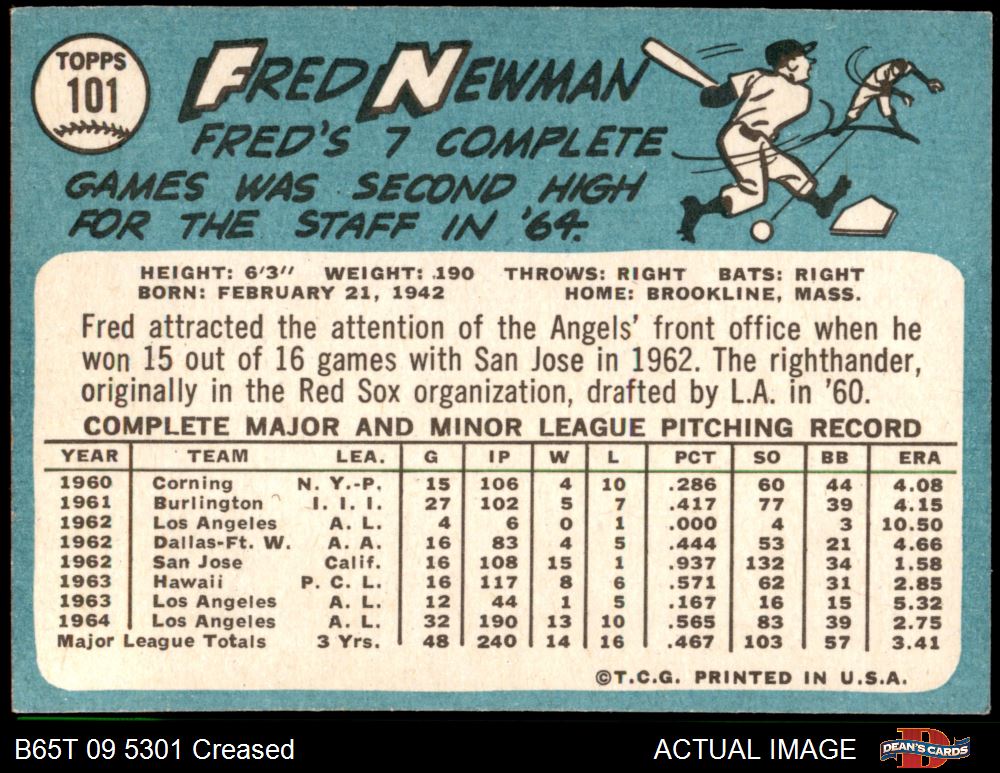 TOPPS
101
FRED NEWMAN
FRED'S 7 COMPLETE
GAMES WAS SECOND HIGH
FOR THE STAFF IN '64.
HEIGHT: 6'3" WEIGHT: 190 THROWS: RIGHT BATS: RIGHT
BORN: FEBRUARY 21, 1942 HOME: BROOKLINE, MASS.
Fred attracted the attention of the Angels' front office when he
won 15 out of 16 games with San Jose in 1962. The righthander,
originally in the Red Sox organization, drafted by L.A. in '60.
COMPLETE MAJOR AND MINOR LEAGUE PITCHING RECORD
YEAR TEAM LEA. G IP W L PCT SO BB ERA
1960 Corning N. Y.-P. 15 106 4 10 .286 60 44 4.08
1961 Burlington I. I. I. 27 102 5 7 .417 77 39 4.15
1962 Los Angeles A. L. 4 6 0 1 .000 4 3 10.50
1962 Dallas-Ft. W. A. A. 16 83 4 5 .444 53 21 4.66
1962 San Jose Calif. 16 108 15 1 .937 132 34 1.58
1963 Hawaii P. C. L. 16 117 8 6 .571 62 31 2.85
1963 Los Angeles A. L. 12 44 1 5 .167 16 15 5.32
1964 Los Angeles A. L. 32 190 13 10 .565 83 39 2.75
Major League Totals 3 Yrs. 48 240 14 16 .467 103 57 3.41
©T.C.G. PRINTED IN U.S.A.
B65T 09 5301 Creased ACTUAL IMAGE DEAN'S CARDS